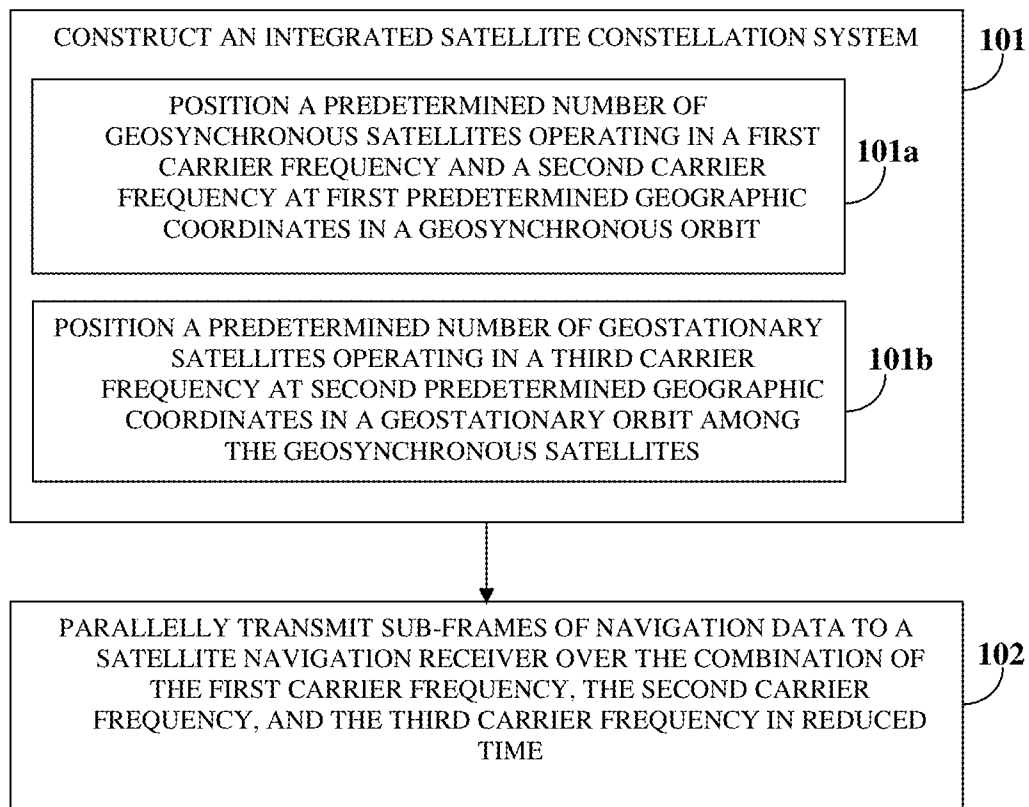 CONSTRUCT AN INTEGRATED SATELLITE CONSTELLATION SYSTEM
101
POSITION A PREDETERMINED NUMBER OF
GEOSYNCHRONOUS SATELLITES OPERATING IN A FIRST
CARRIER FREQUENCY AND A SECOND CARRIER
FREQUENCY AT FIRST PREDETERMINED GEOGRAPHIC
COORDINATES IN A GEOSYNCHRONOUS ORBIT
101a
POSITION A PREDETERMINED NUMBER OF GEOSTATIONARY
SATELLITES OPERATING IN A THIRD CARRIER
FREQUENCY AT SECOND PREDETERMINED GEOGRAPHIC
COORDINATES IN A GEOSTATIONARY ORBIT AMONG
THE GEOSYNCHRONOUS SATELLITES
101b
PARALLELLY TRANSMIT SUB-FRAMES OF NAVIGATION DATA TO A
SATELLITE NAVIGATION RECEIVER OVER THE COMBINATION OF
THE FIRST CARRIER FREQUENCY, THE SECOND CARRIER
FREQUENCY, AND THE THIRD CARRIER FREQUENCY IN REDUCED
TIME
102